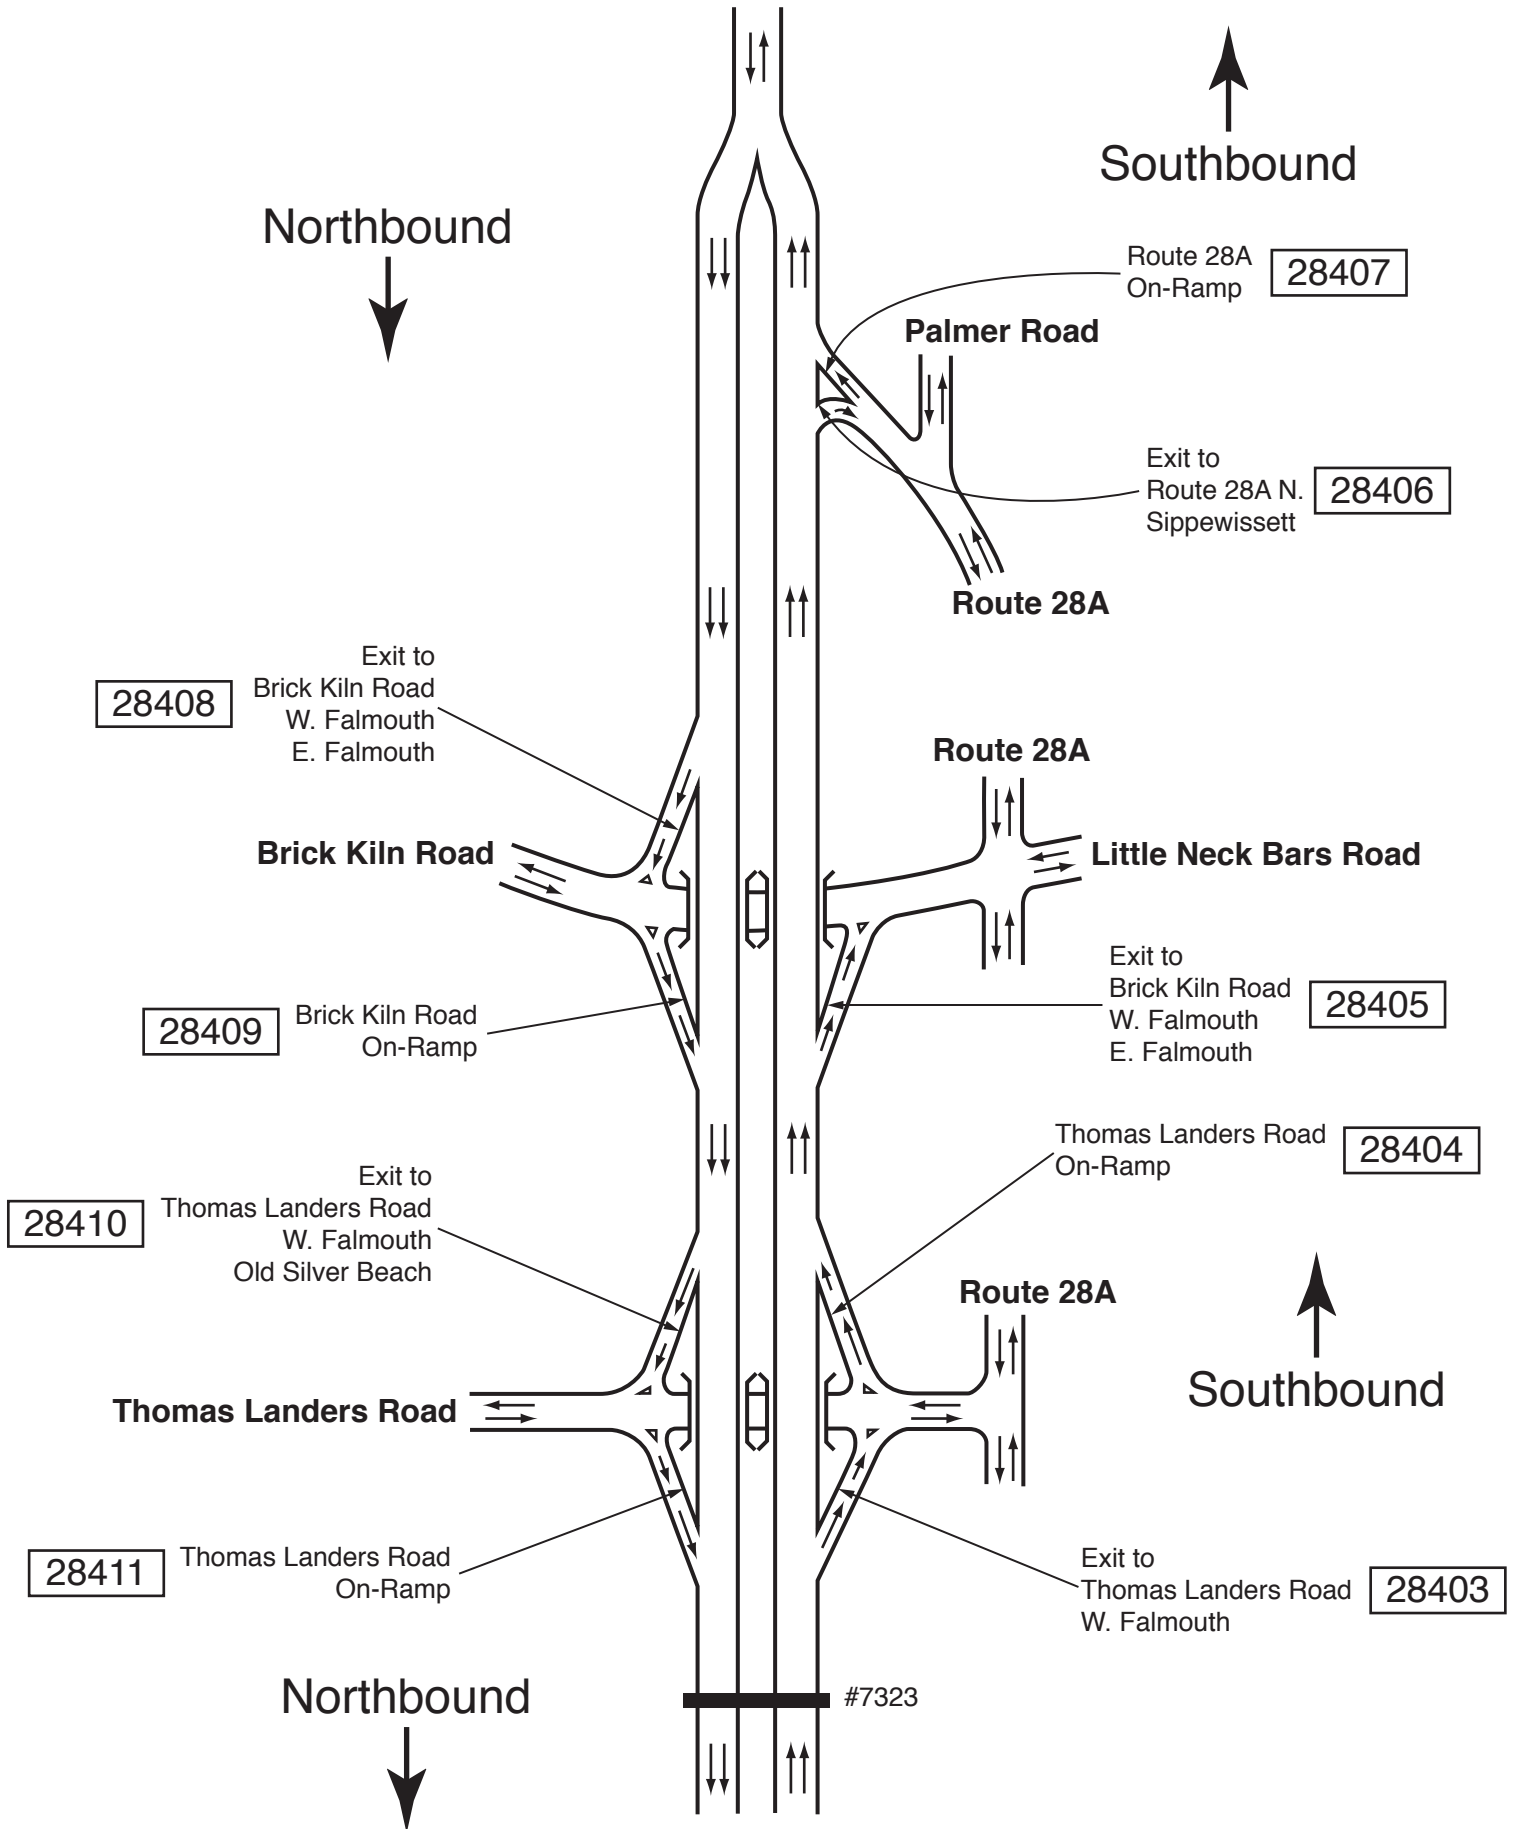 Southbound
Northbound
Route 28A
On-Ramp
28407
Palmer Road
Exit to
Route 28A N.
Sippewissett
28406
Route 28A
Exit to
Brick Kiln Road
W. Falmouth
E. Falmouth
28408
Route 28A
Brick Kiln Road
Little Neck Bars Road
Exit to
Brick Kiln Road
W. Falmouth
E. Falmouth
28405
28409
Brick Kiln Road
On-Ramp
Thomas Landers Road
On-Ramp
28404
Exit to
Thomas Landers Road
W. Falmouth
Old Silver Beach
28410
Route 28A
Southbound
Thomas Landers Road
28411
Thomas Landers Road
On-Ramp
Exit to
Thomas Landers Road
W. Falmouth
28403
Northbound
#7323